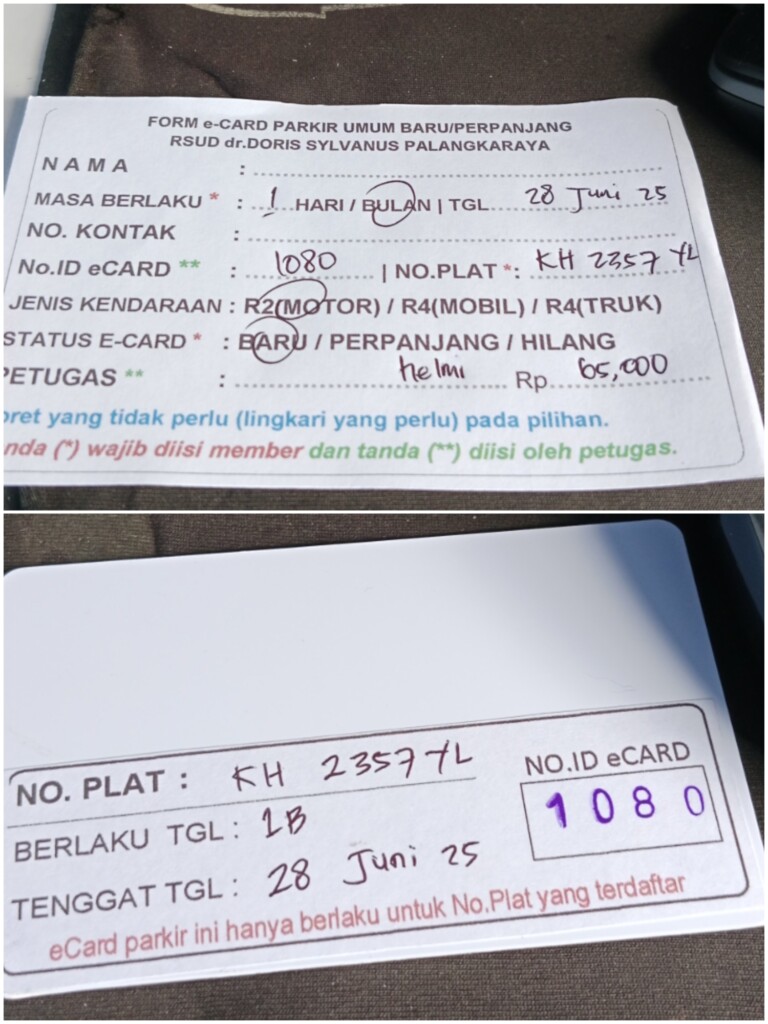 FORM e-CARD PARKIR UMUM BARU/PERPANJANG
RSUD dr.DORIS SYLVANUS PALANGKARAYA
NAMA :
MASA BERLAKU * : 1 HARI / BULAN | TGL 28 Juni 25
NO. KONTAK :
No.ID eCARD ** : 1080 | NO.PLAT *: KH 2357 YL
JENIS KENDARAAN : R2(MOTOR) / R4(MOBIL) / R4(TRUK)
STATUS E-CARD * : BARU / PERPANJANG / HILANG
PETUGAS ** : helmi Rp 65,000
oret yang tidak perlu (lingkari yang perlu) pada pilihan.
nda (*) wajib diisi member dan tanda (**) diisi oleh petugas.
NO. PLAT : KH 2357 YL
NO.ID eCARD
1080
BERLAKU TGL : 1B
TENGGAT TGL : 28 Juni 25
eCard parkir ini hanya berlaku untuk No.Plat yang terdaftar